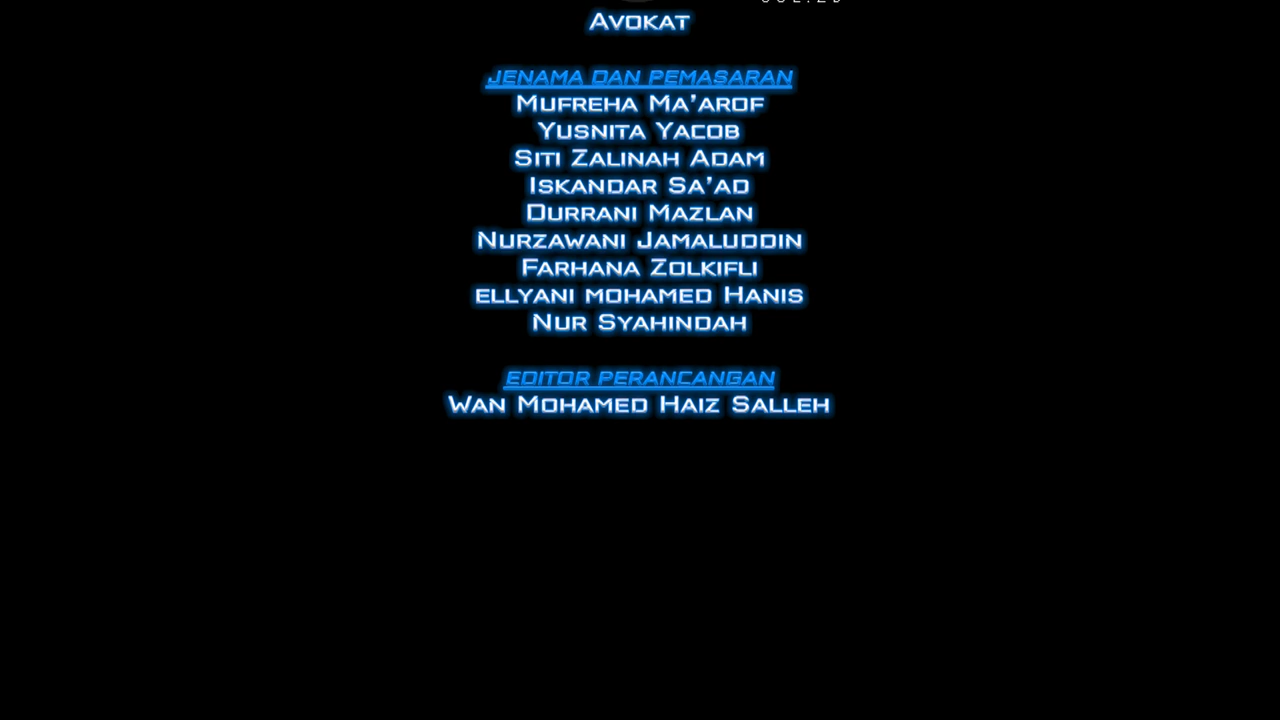 Avokat
JENAMA DAN PEMASARAN
Mufreha Ma’arof
Yusnita Yacob
Siti Zalinah Adam
Iskandar Sa’ad
Durrani Mazlan
Nurzawani Jamaluddin
Farhana Zolkifli
ellyani mohamed Hanis
Nur Syahindah
EDITOR PERANCANGAN
Wan Mohamed Haiz Salleh